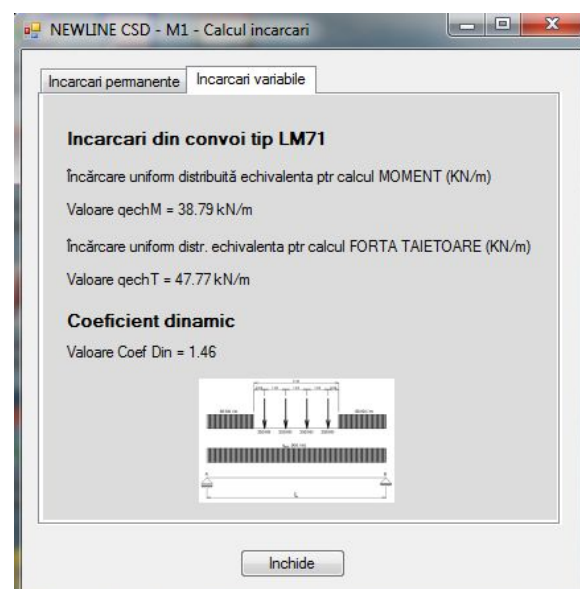 NEWLINE CSD - M1 - Calcul incarcari
Incarcari permanente
Incarcari variabile
Incarcari din convoi tip LM71
Încărcare uniform distribuită echivalenta ptr calcul MOMENT (KN/m)
Valoare qechM = 38.79 kN/m
Încărcare uniform distr. echivalenta ptr calcul FORTA TAIETOARE (KN/m)
Valoare qechT = 47.77 kN/m
Coeficient dinamic
Valoare Coef Din = 1.46
L
Inchide